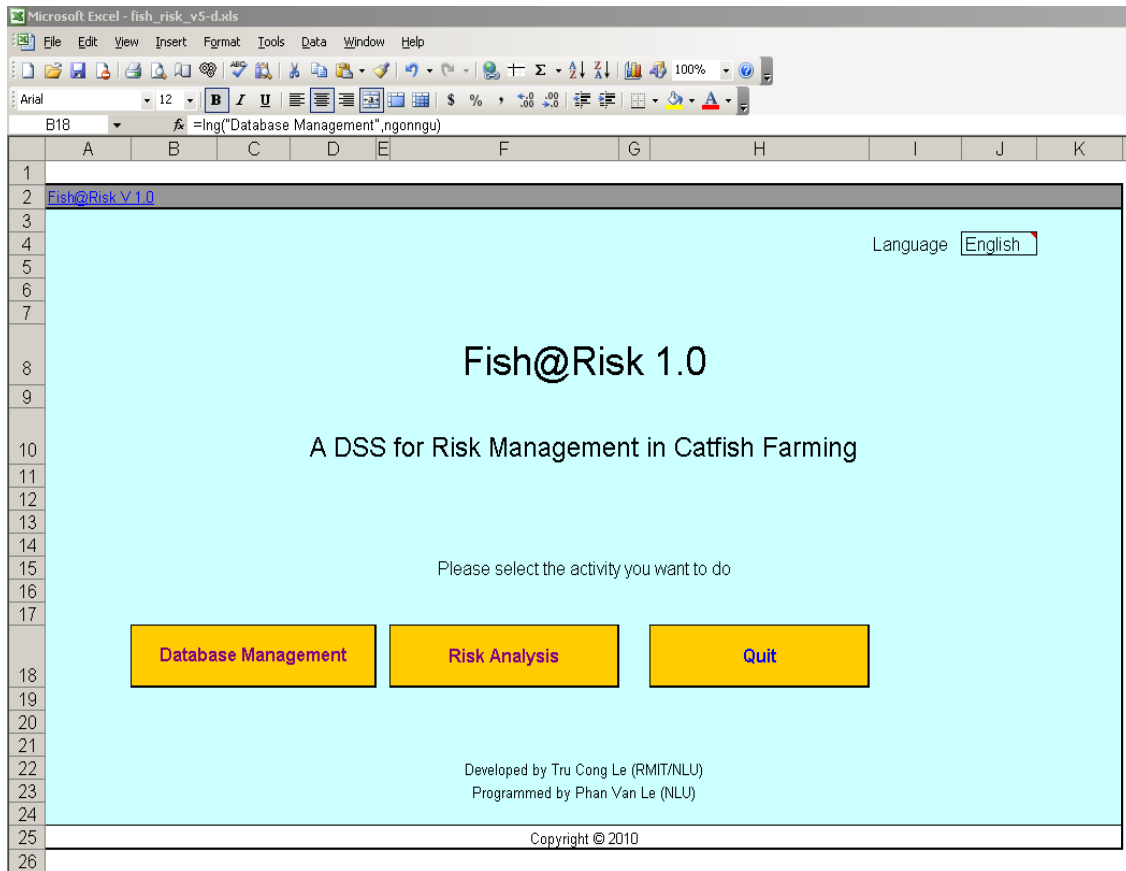 Microsoft Excel - fish_risk_v5-d.xls
File Edit View Insert Format Tools Data Window Help
100%
Arial 12 B I U $ % , .00 .00
B18 fx =lng("Database Management",ngonngu)
A B C D E F G H I J K
1
2 Fish@Risk V 1.0
3
4 Language English
5
6
7
8 Fish@Risk 1.0
9
10 A DSS for Risk Management in Catfish Farming
11
12
13
14
15 Please select the activity you want to do
16
17
18 Database Management Risk Analysis Quit
19
20
21
22 Developed by Tru Cong Le (RMIT/NLU)
23 Programmed by Phan Van Le (NLU)
24
25 Copyright © 2010
26